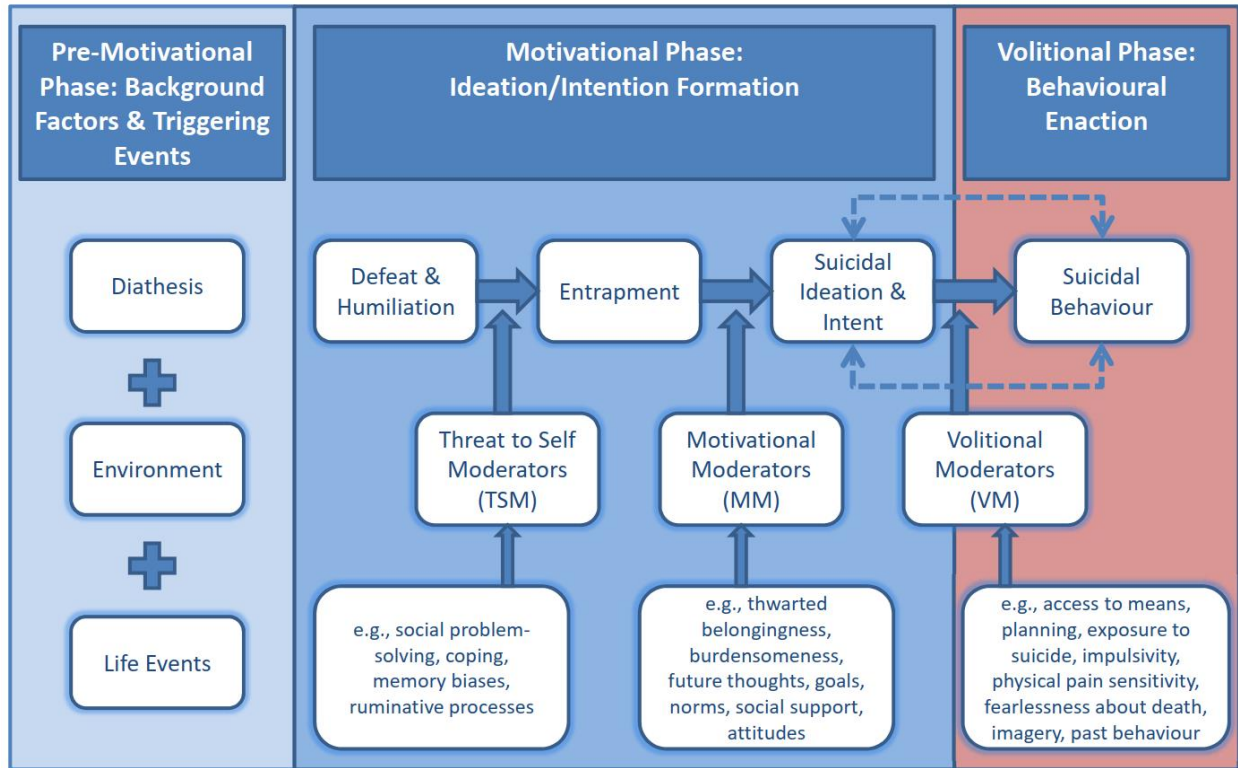 Pre-Motivational
Phase: Background
Factors & Triggering
Events
Motivational Phase:
Ideation/Intention Formation
Volitional Phase:
Behavioural
Enaction
Diathesis
Environment
Life Events
Defeat &
Humiliation
Entrapment
Suicidal
Ideation &
Intent
Suicidal
Behaviour
Threat to Self
Moderators
(TSM)
Motivational
Moderators
(MM)
Volitional
Moderators
(VM)
e.g., social problem-
solving, coping,
memory biases,
ruminative processes
e.g., thwarted
belongingness,
burdensomeness,
future thoughts, goals,
norms, social support,
attitudes
e.g., access to means,
planning, exposure to
suicide, impulsivity,
physical pain sensitivity,
fearlessness about death,
imagery, past behaviour